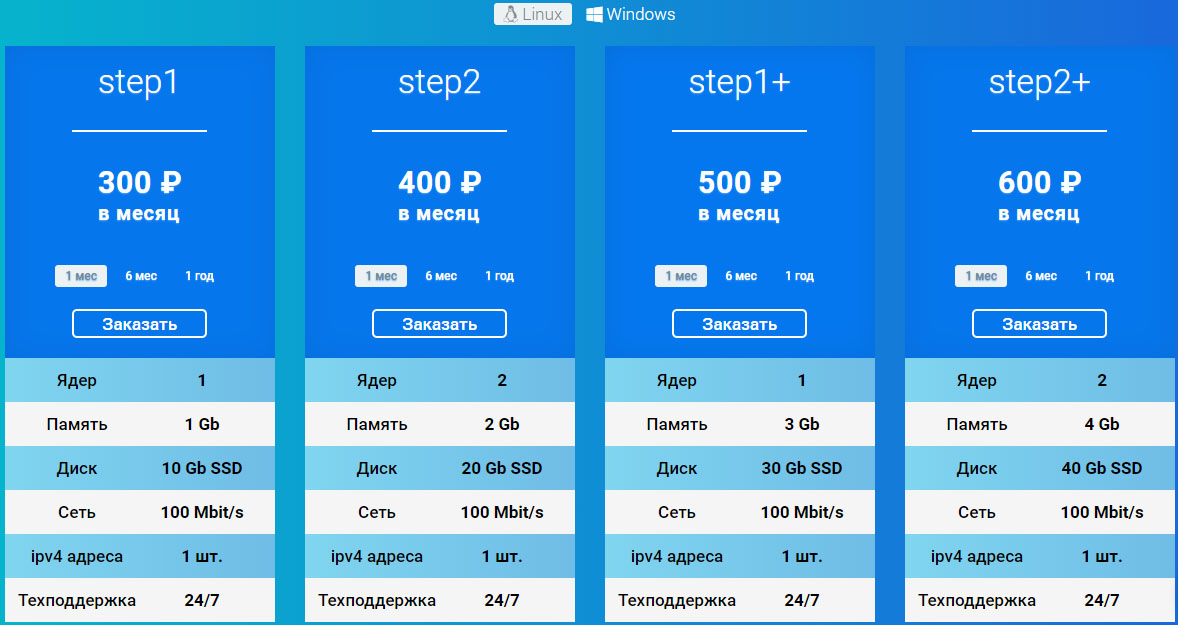 Linux Windows
step1
300 ₽
в месяц
1 мес 6 мес 1 год
Заказать
Ядер 1
Память 1 Gb
Диск 10 Gb SSD
Сеть 100 Mbit/s
ipv4 адреса 1 шт.
Техподдержка 24/7
step2
400 ₽
в месяц
1 мес 6 мес 1 год
Заказать
Ядер 2
Память 2 Gb
Диск 20 Gb SSD
Сеть 100 Mbit/s
ipv4 адреса 1 шт.
Техподдержка 24/7
step1+
500 ₽
в месяц
1 мес 6 мес 1 год
Заказать
Ядер 1
Память 3 Gb
Диск 30 Gb SSD
Сеть 100 Mbit/s
ipv4 адреса 1 шт.
Техподдержка 24/7
step2+
600 ₽
в месяц
1 мес 6 мес 1 год
Заказать
Ядер 2
Память 4 Gb
Диск 40 Gb SSD
Сеть 100 Mbit/s
ipv4 адреса 1 шт.
Техподдержка 24/7